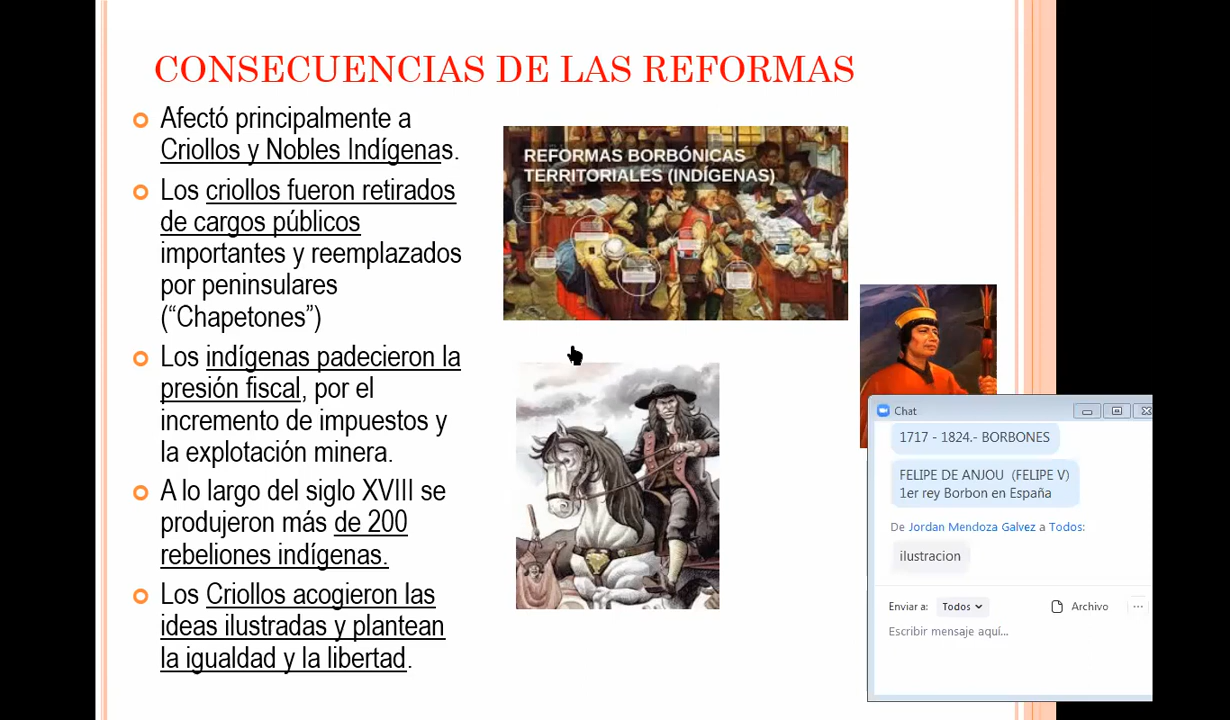 CONSECUENCIAS DE LAS REFORMAS
Afectó principalmente a
Criollos y Nobles Indígenas.
Los criollos fueron retirados
de cargos públicos
importantes y reemplazados
por peninsulares
(“Chapetones”)
Los indígenas padecieron la
presión fiscal, por el
incremento de impuestos y
la explotación minera.
A lo largo del siglo XVIII se
produjeron más de 200
rebeliones indígenas.
Los Criollos acogieron las
ideas ilustradas y plantean
la igualdad y la libertad.
REFORMAS BORBÓNICAS
TERRITORIALES (INDÍGENAS)
Chat
1717 - 1824.- BORBONES
FELIPE DE ANJOU (FELIPE V)
1er rey Borbon en España
De Jordan Mendoza Galvez a Todos:
ilustracion
Enviar a: Todos Archivo ...
Escribir mensaje aquí...